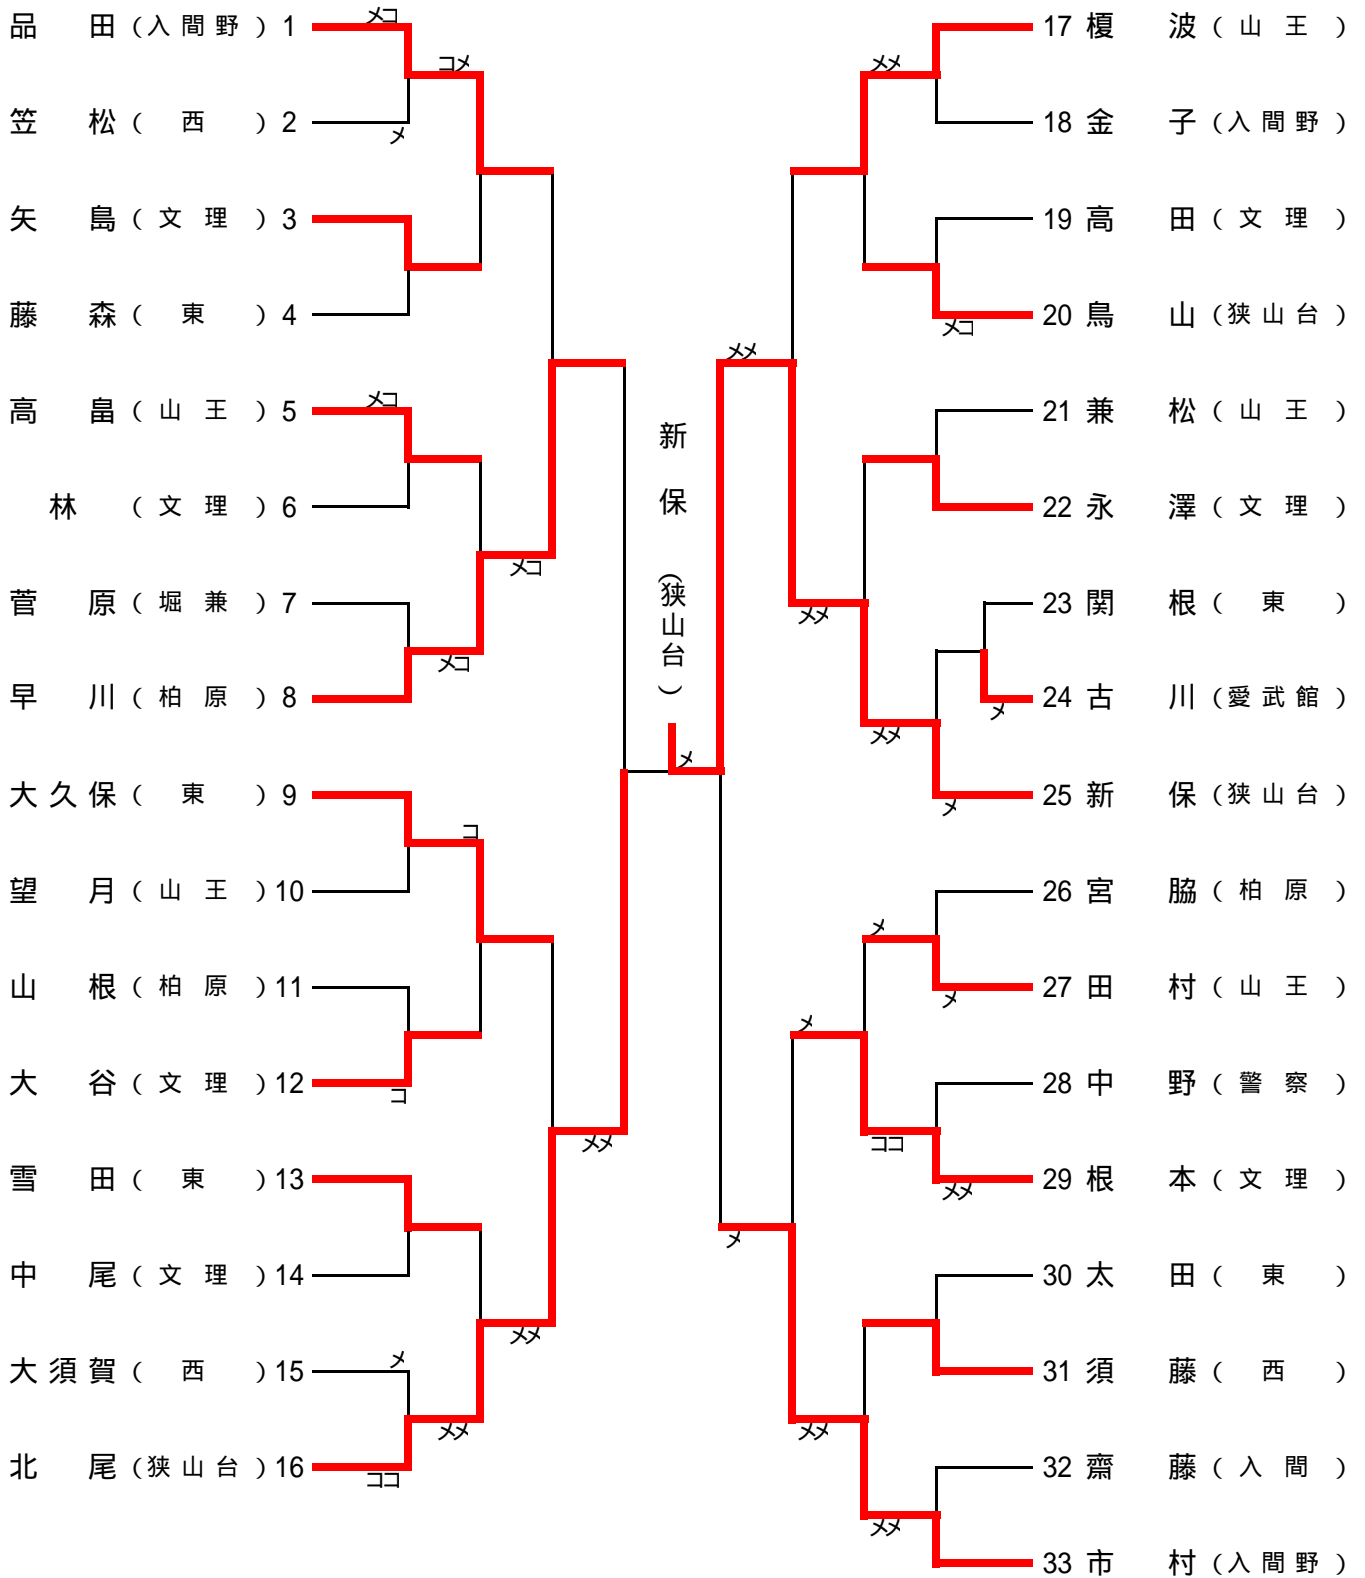 品田（入間野）1
笠松（西）2
矢島（文理）3
藤森（東）4
高畠（山王）5
林（文理）6
菅原（堀兼）7
早川（柏原）8
大久保（東）9
望月（山王）10
山根（柏原）11
大谷（文理）12
雪田（東）13
中尾（文理）14
大須賀（西）15
北尾（狭山台）16
メコ
メ
コメ
メコ
メコ
メコ
コ
コ
メメ
メメ
メ
メメ
ココ
新保（狭山台）
メ
メメ
メメ
メコ
メメ
メ
メメ
メ
メ
メ
メ
ココ
メメ
メ
メメ
メメ
17 榎波（山王）
18 金子（入間野）
19 高田（文理）
20 鳥山（狭山台）
21 兼松（山王）
22 永澤（文理）
23 関根（東）
24 古川（愛武館）
25 新保（狭山台）
26 宮脇（柏原）
27 田村（山王）
28 中野（警察）
29 根本（文理）
30 太田（東）
31 須藤（西）
32 齋藤（入間）
33 市村（入間野）